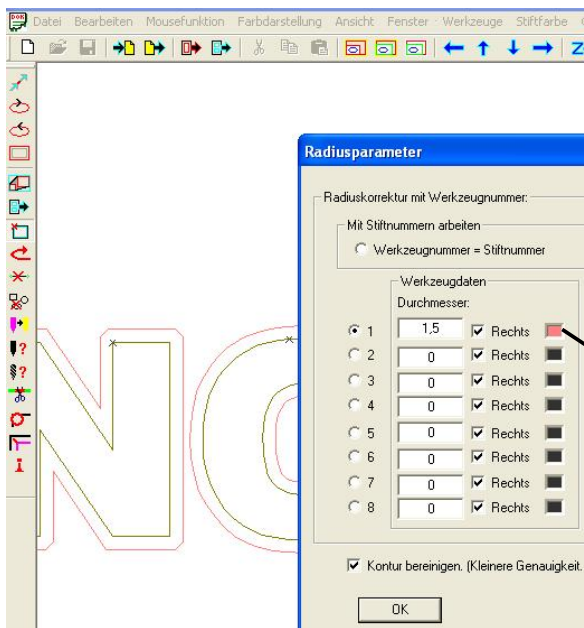 DOK
Datei Bearbeiten Mousefunktion Farbdarstellung Ansicht Fenster Werkzeuge Stiftfarbe
Z
Radiusparameter
Radiuskorrektur mit Werkzeugnummer:
Mit Stiftnummern arbeiten
Werkzeugnummer = Stiftnummer
Werkzeugdaten
Durchmesser:
1 1,5 Rechts
2 0 Rechts
3 0 Rechts
4 0 Rechts
5 0 Rechts
6 0 Rechts
7 0 Rechts
8 0 Rechts
Kontur bereinigen. (Kleinere Genauigkeit.
OK